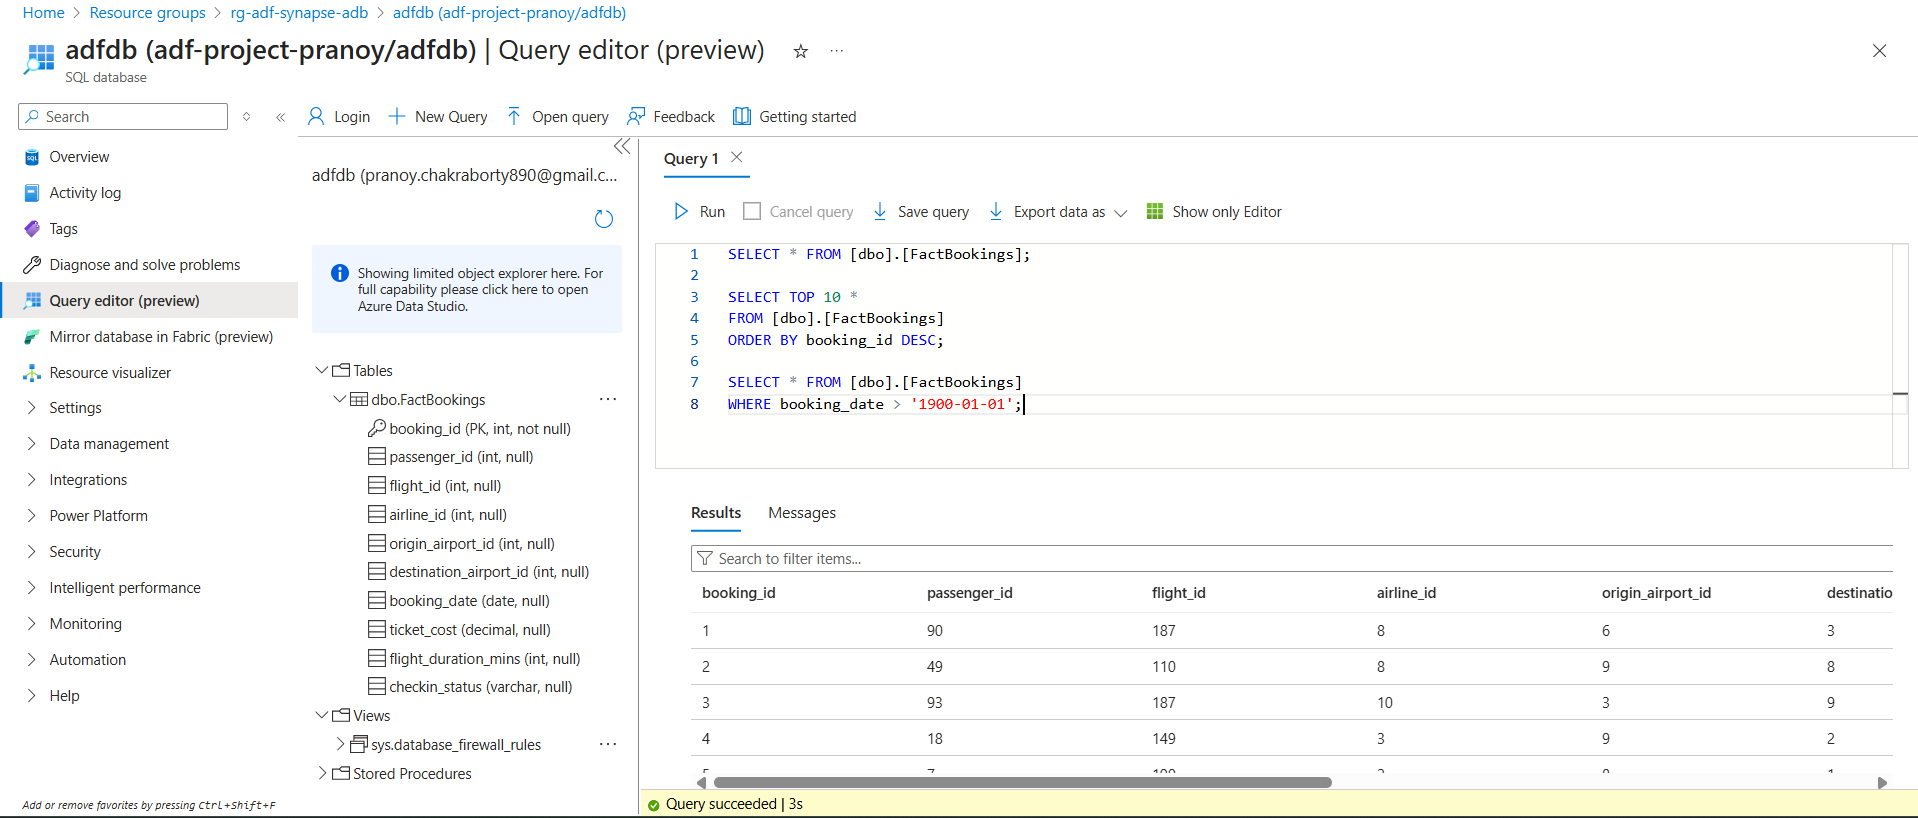 Home > Resource groups > rg-adf-synapse-adb > adfdb (adf-project-pranoy/adfdb)
adfdb (adf-project-pranoy/adfdb) | Query editor (preview)
SQL database
Search
Overview
Activity log
Tags
Diagnose and solve problems
Query editor (preview)
Mirror database in Fabric (preview)
Resource visualizer
Settings
Data management
Integrations
Power Platform
Security
Intelligent performance
Monitoring
Automation
Help
Add or remove favorites by pressing Ctrl+Shift+F
Login New Query Open query Feedback Getting started
adfdb (pranoy.chakraborty890@gmail.c...
Showing limited object explorer here. For
full capability please click here to open
Azure Data Studio.
Tables
dbo.FactBookings
booking_id (PK, int, not null)
passenger_id (int, null)
flight_id (int, null)
airline_id (int, null)
origin_airport_id (int, null)
destination_airport_id (int, null)
booking_date (date, null)
ticket_cost (decimal, null)
flight_duration_mins (int, null)
checkin_status (varchar, null)
Views
sys.database_firewall_rules
Stored Procedures
Query 1
Run Cancel query Save query Export data as Show only Editor
1 SELECT * FROM [dbo].[FactBookings];
2
3 SELECT TOP 10 *
4 FROM [dbo].[FactBookings]
5 ORDER BY booking_id DESC;
6
7 SELECT * FROM [dbo].[FactBookings]
8 WHERE booking_date > '1900-01-01';
Results Messages
Search to filter items...
booking_id passenger_id flight_id airline_id origin_airport_id destinatio
1 90 187 8 6 3
2 49 110 8 9 8
3 93 187 10 3 9
4 18 149 3 9 2
Query succeeded | 3s